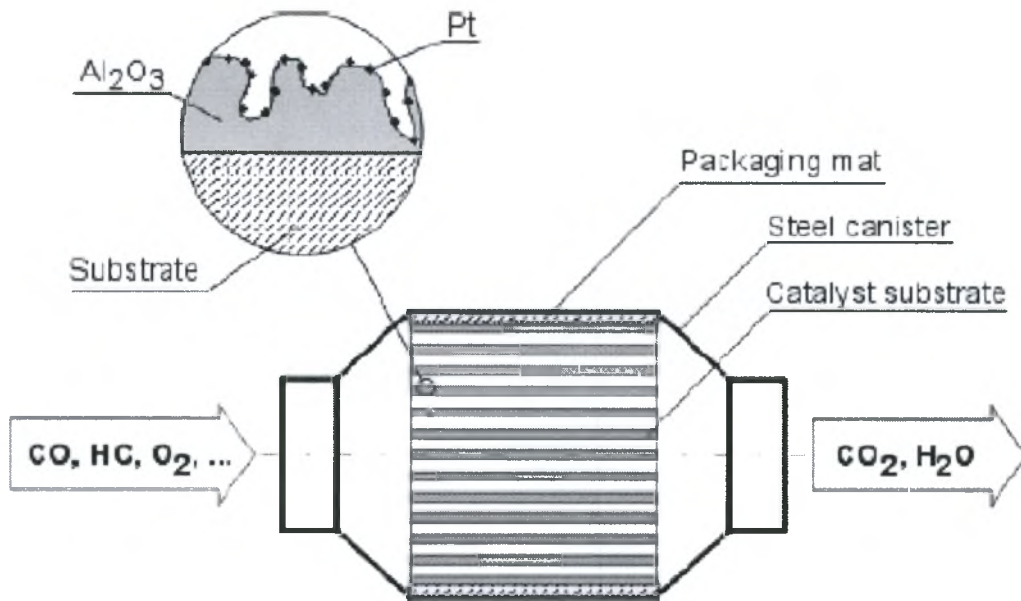 Pt
Al₂O₃
Packaging mat
Steel canister
Substrate
Catalyst substrate
CO, HC, O₂, ...
CO₂, H₂O